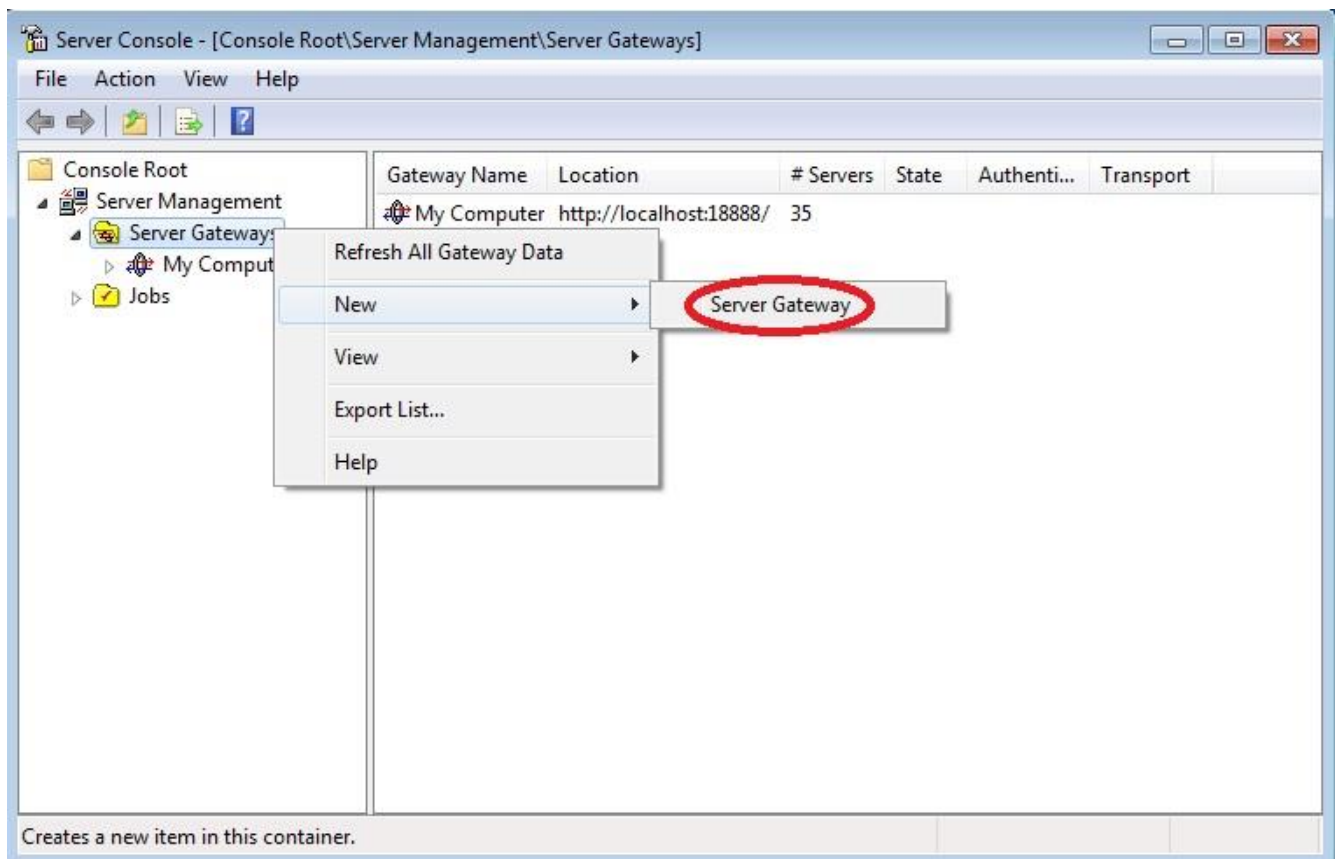 Server Console - [Console Root\Server Management\Server Gateways]
File Action View Help
Console Root
Server Management
Server Gateways
My Comput
Jobs
Gateway Name Location # Servers State Authenti... Transport
My Computer http://localhost:18888/ 35
Refresh All Gateway Data
New
Server Gateway
View
Export List...
Help
Creates a new item in this container.